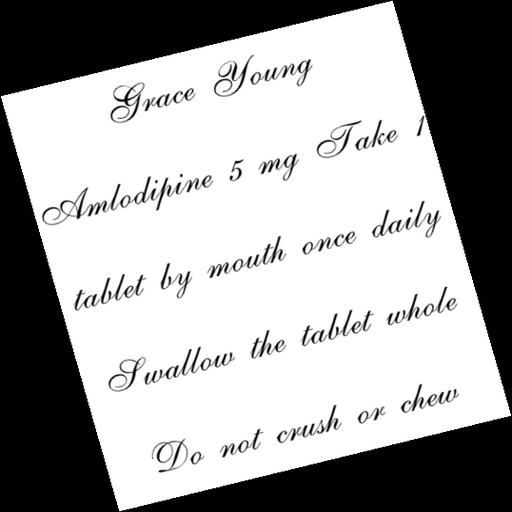 Grace Young
Amlodipine 5 mg Take 1
tablet by mouth once daily
Swallow the tablet whole
Do not crush or chew